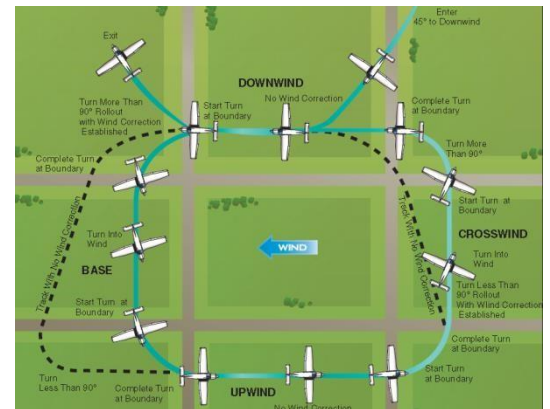 Exit
Enter
45° to Downwind
DOWNWIND
Turn More Than
90° Rollout
with Wind Correction
Established
Start Turn
at Boundary
No Wind Correction
Complete Turn
at Boundary
Turn More
Than 90°
Complete Turn
at Boundary
Start Turn at
Boundary
Track With No Wind Correction
Track With No Wind Correction
Turn Into
Wind
WIND
CROSSWIND
Turn Into
Wind
BASE
Turn Less Than
90° Rollout
With WInd Correction
Established
Start Turn at
Boundary
Complete Turn
at Boundary
Turn
Less Than 90°
Complete Turn
at Boundary
UPWIND
Start Turn
at Boundary
No Wind Correction